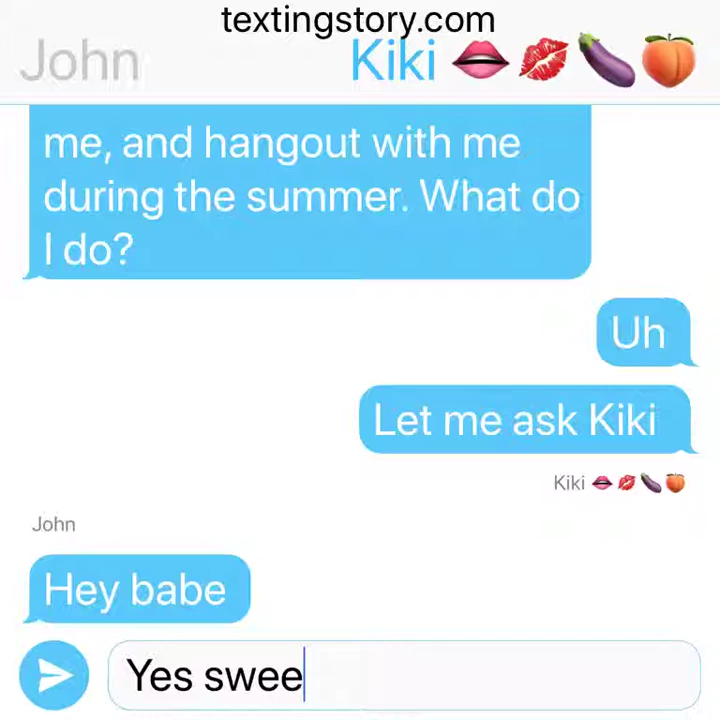 textingstory.com
John Kiki 👄💋🍆🍑
me, and hangout with me
during the summer. What do
I do?
Uh
Let me ask Kiki
Kiki 👄💋🍆🍑
John
Hey babe
Yes swee